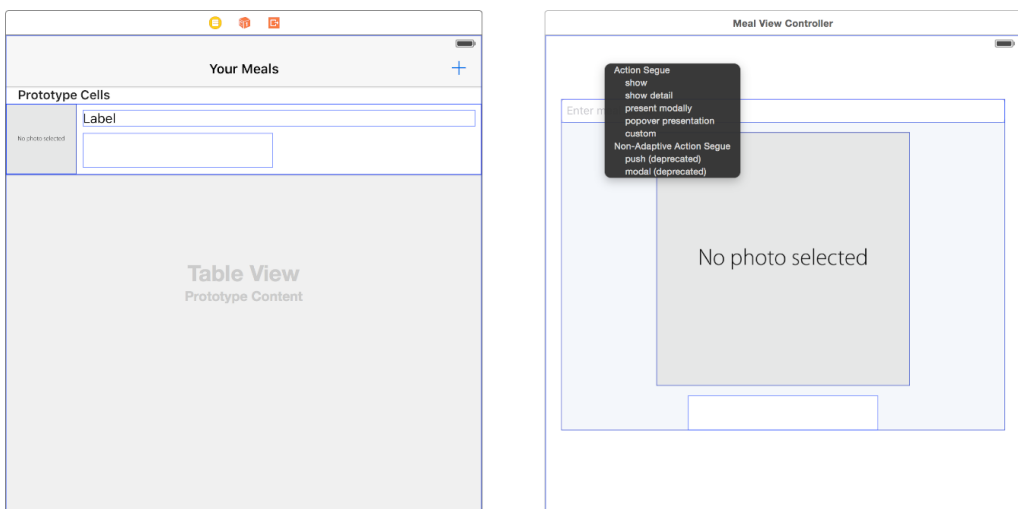 Your Meals
+
Prototype Cells
No photo selected
Label
Table View
Prototype Content
Meal View Controller
Action Segue
show
show detail
present modally
popover presentation
custom
Non-Adaptive Action Segue
push (deprecated)
modal (deprecated)
Enter m
No photo selected